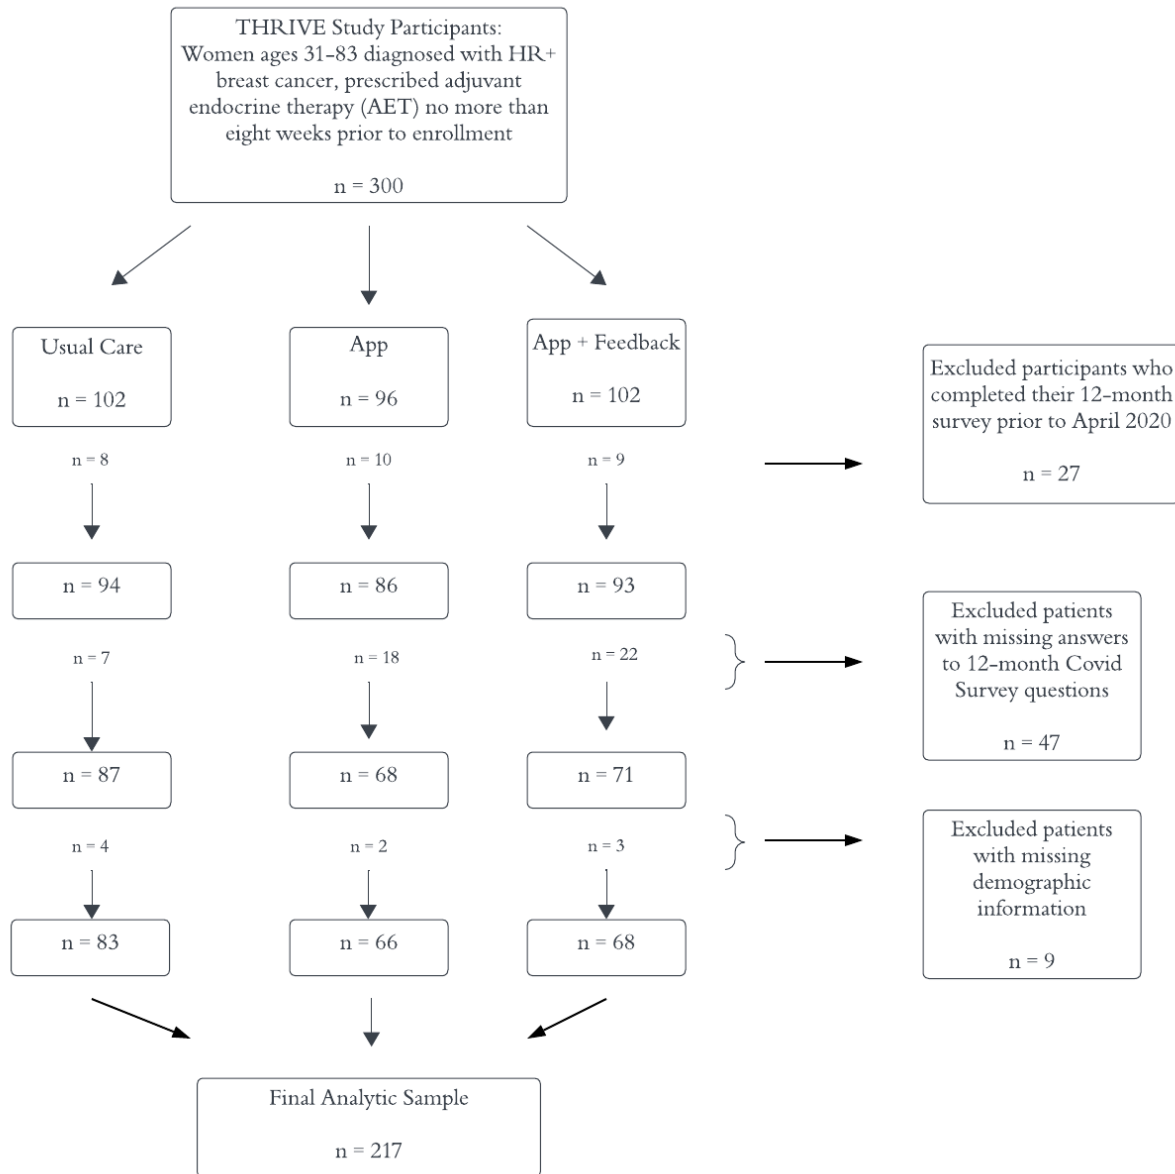 THRIVE Study Participants:
Women ages 31-83 diagnosed with HR+
breast cancer, prescribed adjuvant
endocrine therapy (AET) no more than
eight weeks prior to enrollment
n = 300
Usual Care
n = 102
App
n = 96
App + Feedback
n = 102
Excluded participants who
completed their 12-month
survey prior to April 2020
n = 27
n = 8
n = 10
n = 9
n = 94
n = 86
n = 93
Excluded patients
with missing answers
to 12-month Covid
Survey questions
n = 47
n = 7
n = 18
n = 22
n = 87
n = 68
n = 71
Excluded patients
with missing
demographic
information
n = 9
n = 4
n = 2
n = 3
n = 83
n = 66
n = 68
Final Analytic Sample
n = 217